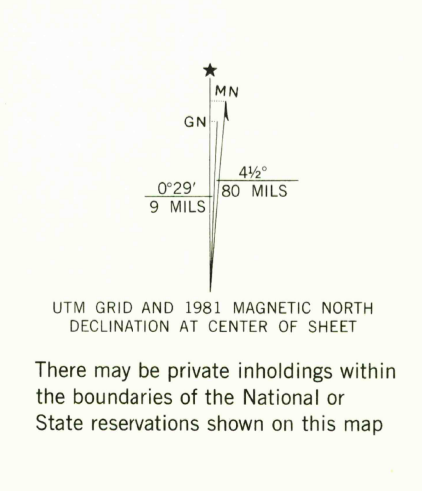 ★
MN
GN
4½°
80 MILS
0°29′
9 MILS
UTM GRID AND 1981 MAGNETIC NORTH
DECLINATION AT CENTER OF SHEET
There may be private inholdings within
the boundaries of the National or
State reservations shown on this map